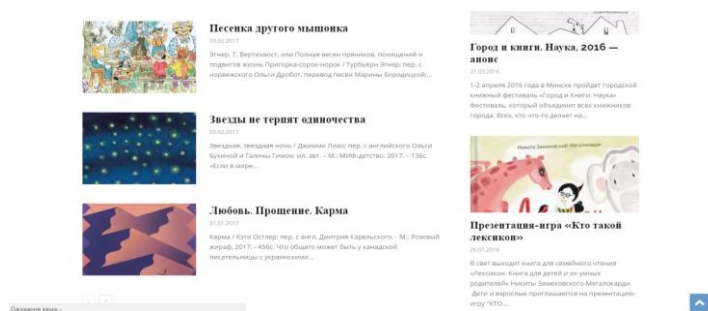 Песенка другого мышонка
10.02.2017
Эгнер, Т. Вертихвост, или Полная весен пряников, похищений и
подвигов жизнь Пригорка-сорок-норок / Турбьёрн Эгнер; пер. с
норвежского Ольги Дробот, перевод песен Марины Бородицкой;...
Звезды не терпят одиночества
03.02.2017
Звездная, звездная ночь / Джимми Лиао; пер. с английского Ольги
Бухиной и Галины Гимон; ил. авт. – М.: МИФ-детство, 2017. – 136с.
«Если в мире...
Любовь. Прощение. Карма
31.01.2017
Карма / Кэти Остлер; пер. с англ. Дмитрия Карельского. - М.: Розовый
жираф, 2017. - 456с. Что общего может быть у канадской
писательницы с украинскими...
Город и книги. Наука, 2016 —
анонс
21.03.2016
1-2 апреля 2016 года в Минске пройдет городской
книжный фестиваль «Город и Книги. Наука»
Фестиваль, который объединит всех книжников
города. Всех, кто что-то делает на...
Никита Замеховский-Мегалокарди
Презентация-игра «Кто такой
лексикон»
26.01.2016
В свет выходит книга для семейного чтения
«Лексикон. Книга для детей и их умных
родителей» Никиты Замеховского-Мегалокарди.
Дети и взрослые приглашаются на презентацию-
игру "КТО...
Ожидание кеша...